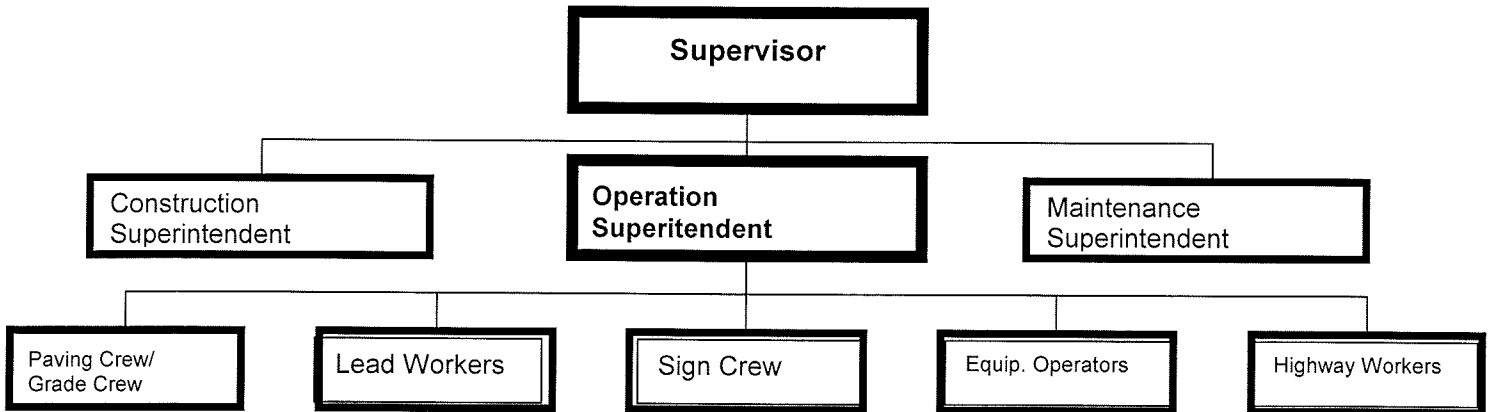 Supervisor
Construction
Superintendent
Operation
Superitendent
Maintenance
Superintendent
Paving Crew/
Grade Crew
Lead Workers
Sign Crew
Equip. Operators
Highway Workers